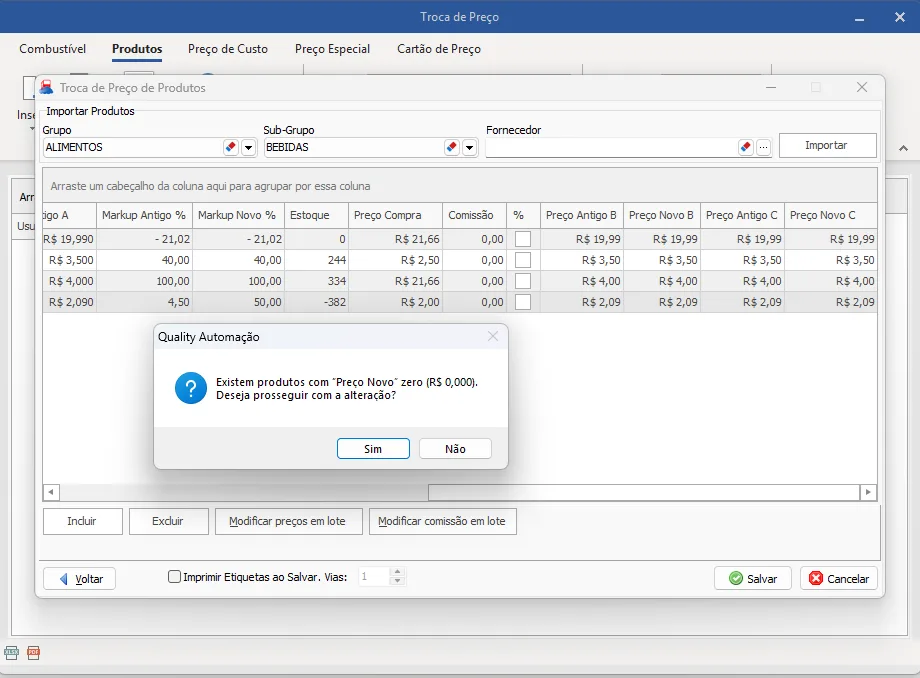 Troca de Preço
Combustível Produtos Preço de Custo Preço Especial Cartão de Preço
Troca de Preço de Produtos
Importar Produtos
Grupo Sub-Grupo Fornecedor
ALIMENTOS BEBIDAS ... Importar
Arraste um cabeçalho da coluna aqui para agrupar por essa coluna
igo A Markup Antigo % Markup Novo % Estoque Preço Compra Comissão % Preço Antigo B Preço Novo B Preço Antigo C Preço Novo C
R$ 19,990 - 21,02 - 21,02 0 R$ 21,66 0,00 R$ 19,99 R$ 19,99 R$ 19,99 R$ 19,99
R$ 3,500 40,00 40,00 244 R$ 2,50 0,00 R$ 3,50 R$ 3,50 R$ 3,50 R$ 3,50
R$ 4,000 100,00 100,00 334 R$ 21,66 0,00 R$ 4,00 R$ 4,00 R$ 4,00 R$ 4,00
R$ 2,090 4,50 50,00 -382 R$ 2,00 0,00 R$ 2,09 R$ 2,09 R$ 2,09 R$ 2,09
Quality Automação
Existem produtos com "Preço Novo" zero (R$ 0,000).
Deseja prosseguir com a alteração?
Sim Não
Incluir Excluir Modificar preços em lote Modificar comissão em lote
Voltar Imprimir Etiquetas ao Salvar. Vias: 1 Salvar Cancelar
PDF